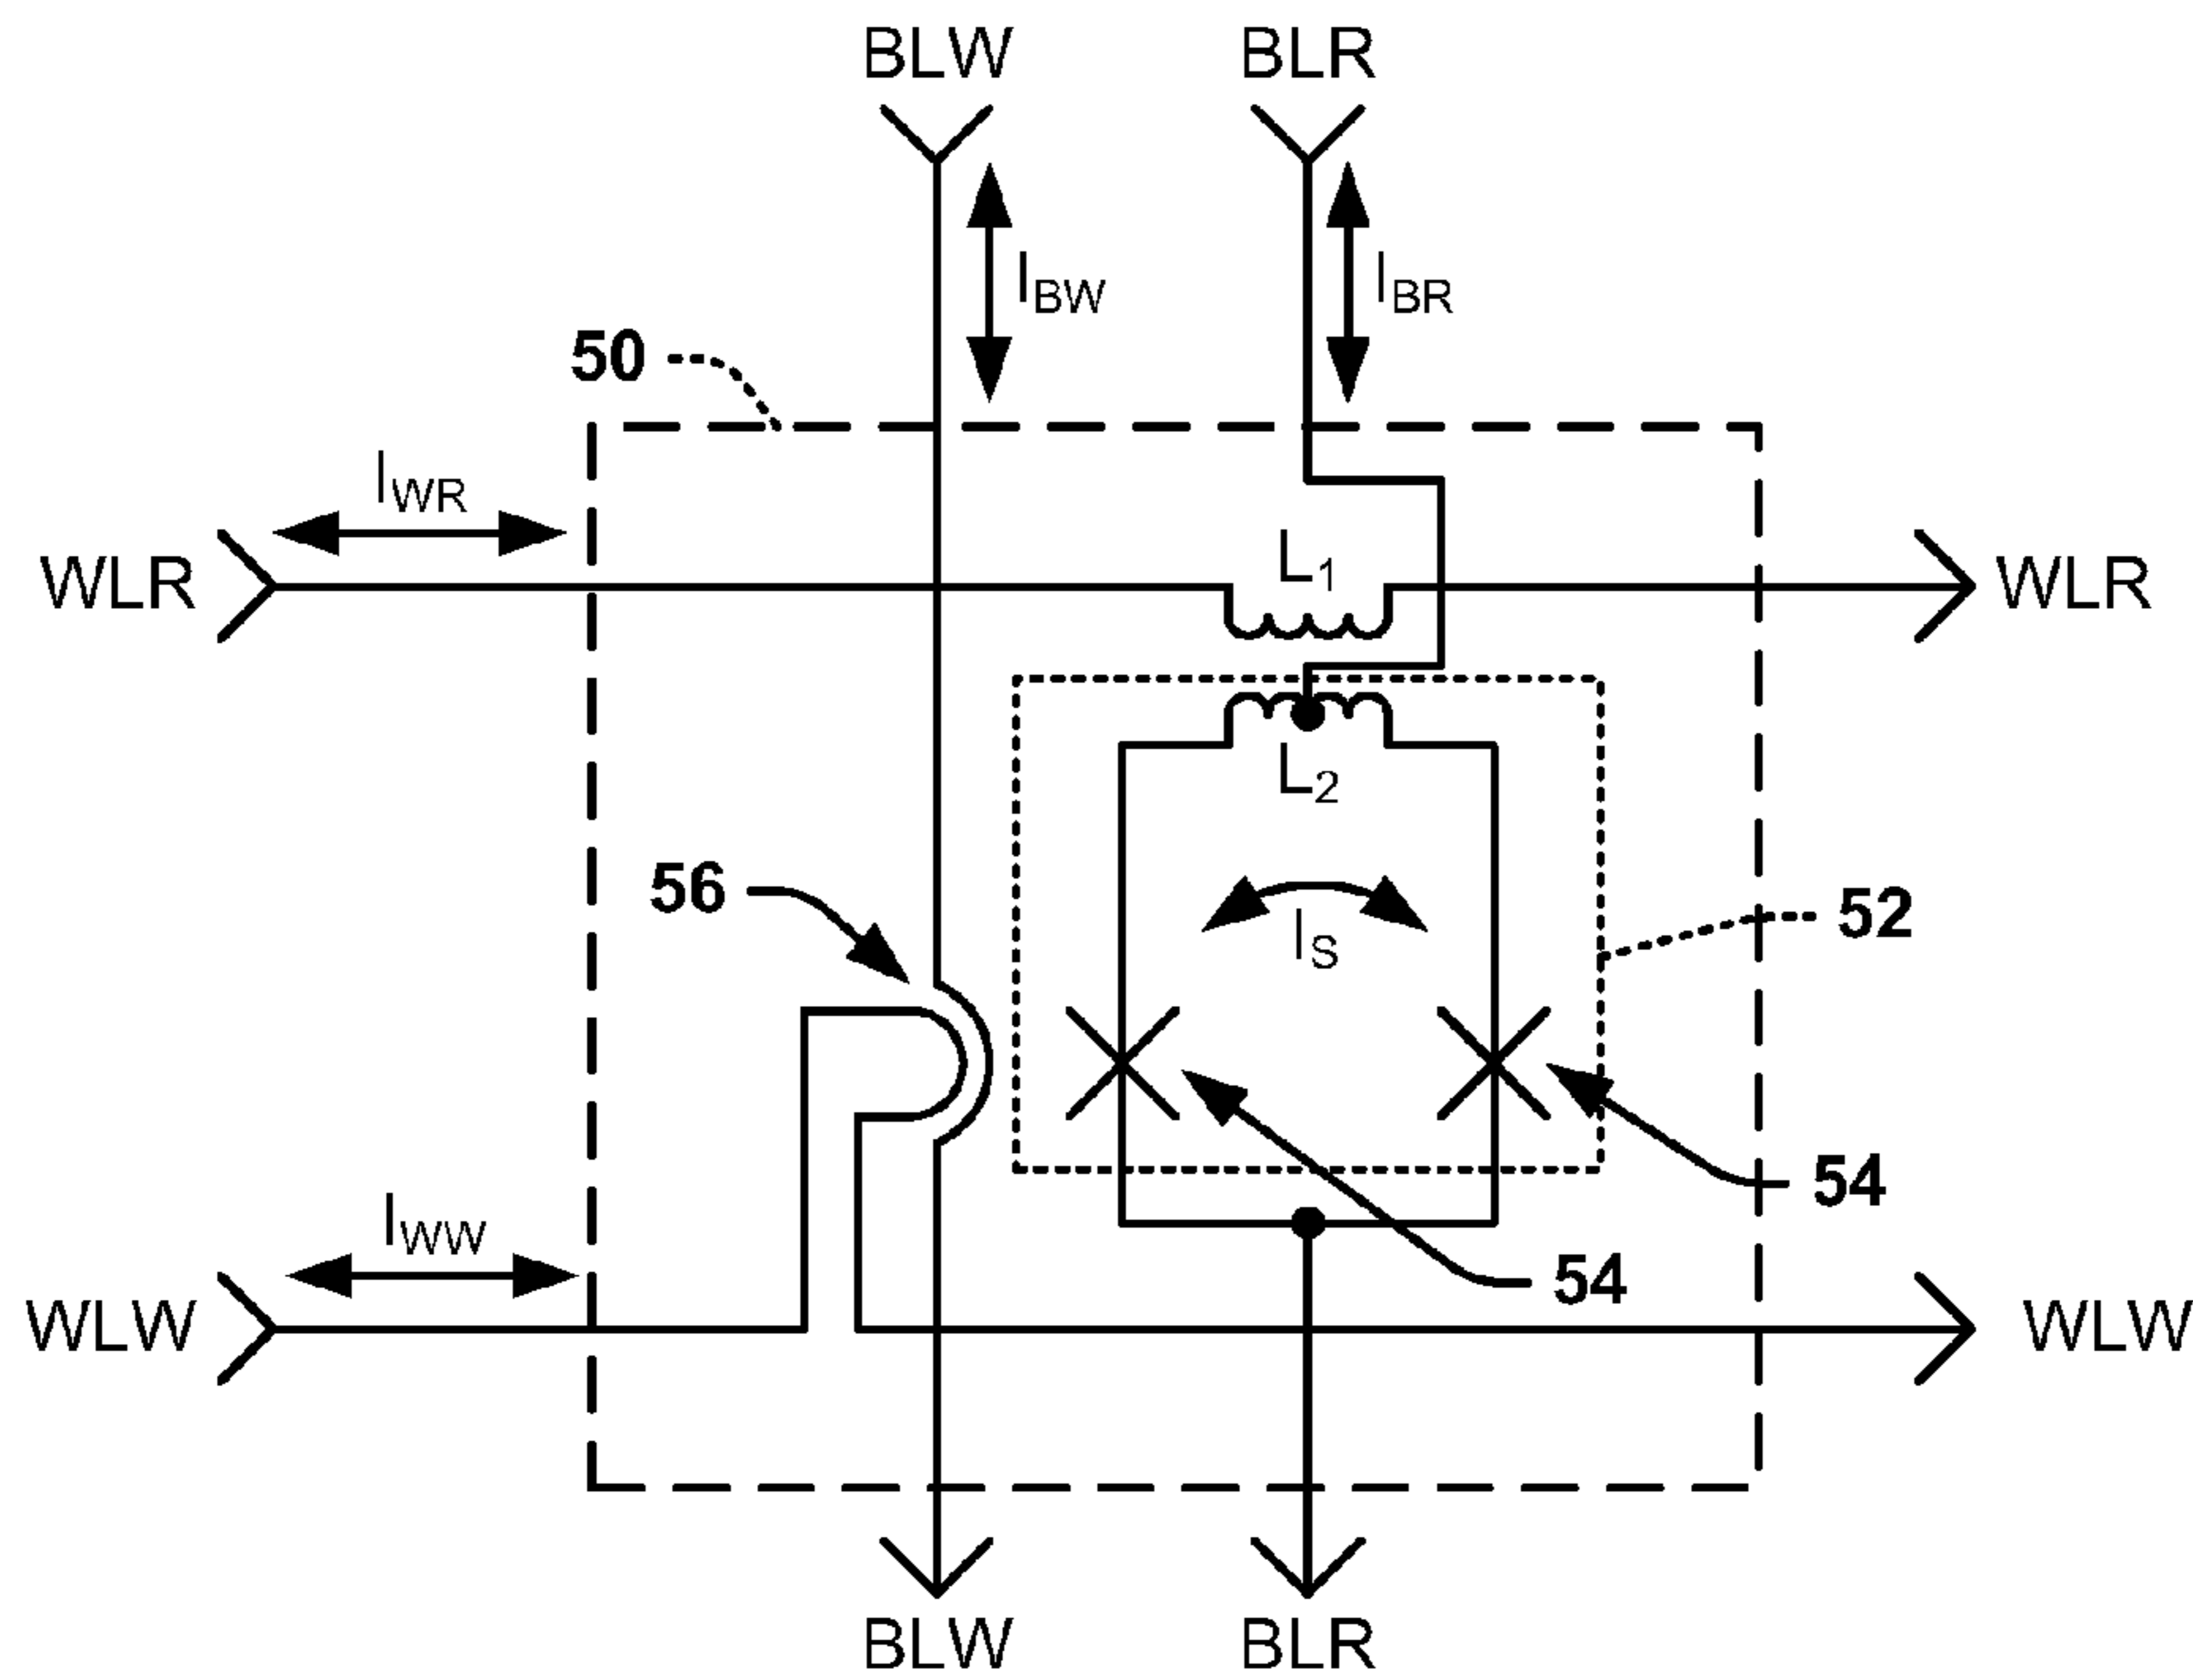 BLW BLR
I_BW I_BR
50
I_WR
WLR L₁ WLR
L₂
56 52
I_S
54
I_WW 54
WLW WLW
BLW BLR